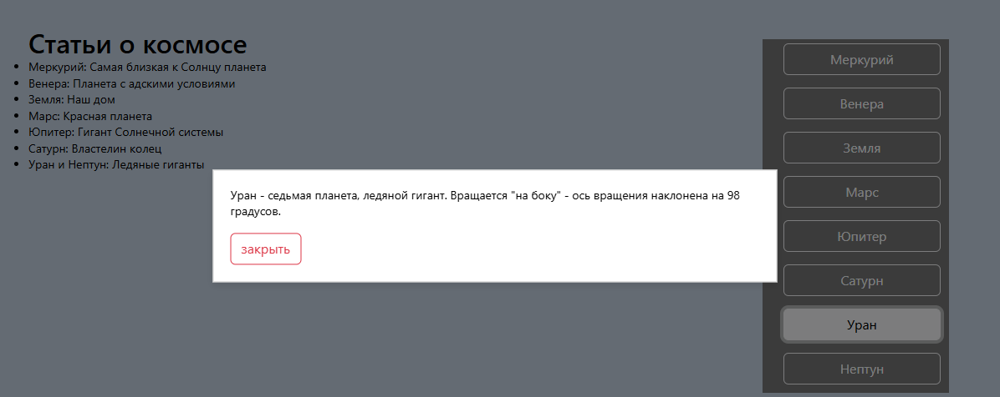 Статьи о космосе
Меркурий: Самая близкая к Солнцу планета
Венера: Планета с адскими условиями
Земля: Наш дом
Марс: Красная планета
Юпитер: Гигант Солнечной системы
Сатурн: Властелин колец
Уран и Нептун: Ледяные гиганты
Уран - седьмая планета, ледяной гигант. Вращается "на боку" - ось вращения наклонена на 98
градусов.
закрыть
Меркурий
Венера
Земля
Марс
Юпитер
Сатурн
Уран
Нептун